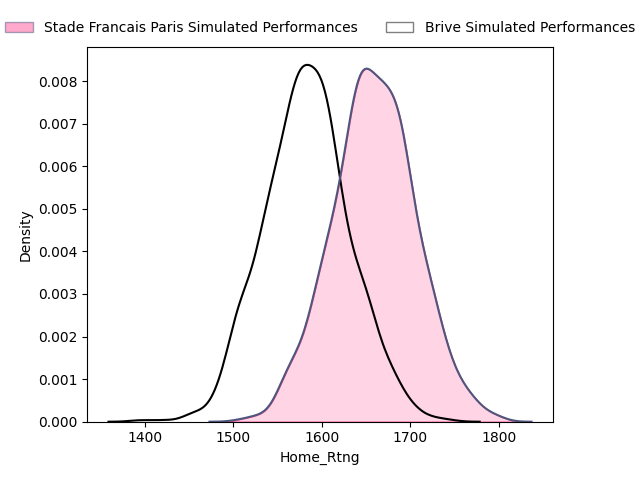 Stade Francais Paris Simulated Performances Brive Simulated Performances
0.008
0.007
0.006
0.005
0.004
0.003
0.002
0.001
0.000
Density
1400 1500 1600 1700 1800
Home_Rtng